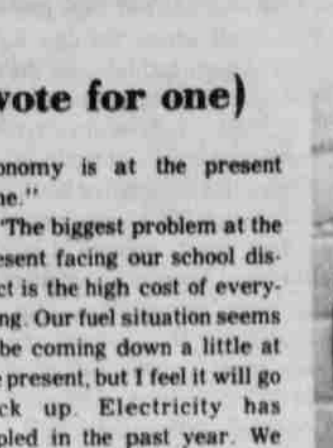 vote for one)
onomy is at the present
ne."
"The biggest problem at the
esent facing our school dis-
ct is the high cost of every-
ng. Our fuel situation seems
be coming down a little at
e present, but I feel it will go
ck up. Electricity has
pled in the past year. We